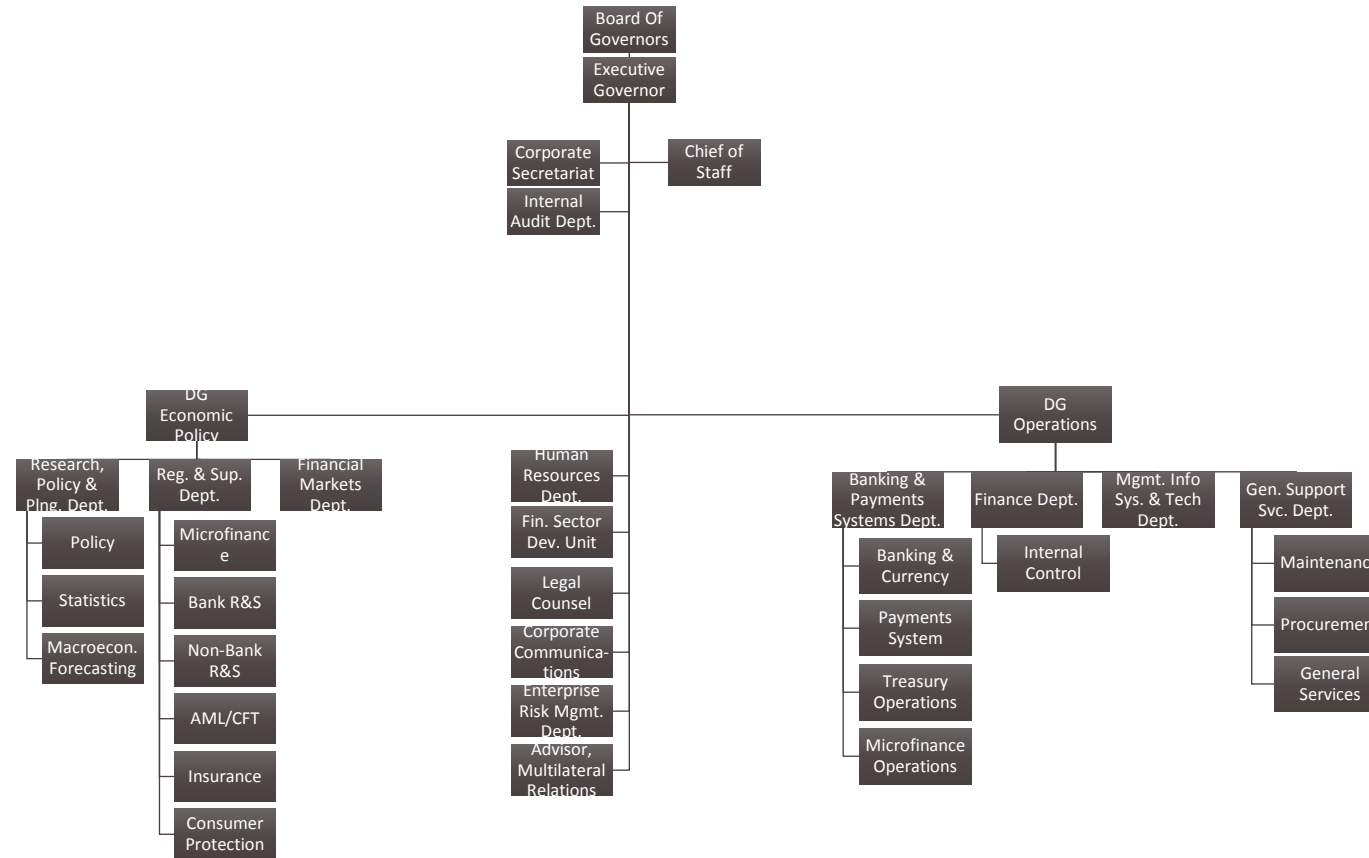 Board Of
Governors
Executive
Governor
Corporate
Secretariat
Chief of
Staff
Internal
Audit Dept.
DG
Economic
Policy
DG
Operations
Research,
Policy &
Plng. Dept.
Reg. & Sup.
Dept.
Financial
Markets
Dept.
Policy
Statistics
Macroecon.
Forecasting
Microfinanc
e
Bank R&S
Non-Bank
R&S
AML/CFT
Insurance
Consumer
Protection
Human
Resources
Dept.
Fin. Sector
Dev. Unit
Legal
Counsel
Corporate
Communica-
tions
Enterprise
Risk Mgmt.
Dept.
Advisor,
Multilateral
Relations
Banking &
Payments
Systems Dept.
Finance Dept.
Mgmt. Info
Sys. & Tech
Dept.
Gen. Support
Svc. Dept.
Banking &
Currency
Payments
System
Treasury
Operations
Microfinance
Operations
Internal
Control
Maintenanc
Procuremen
General
Services